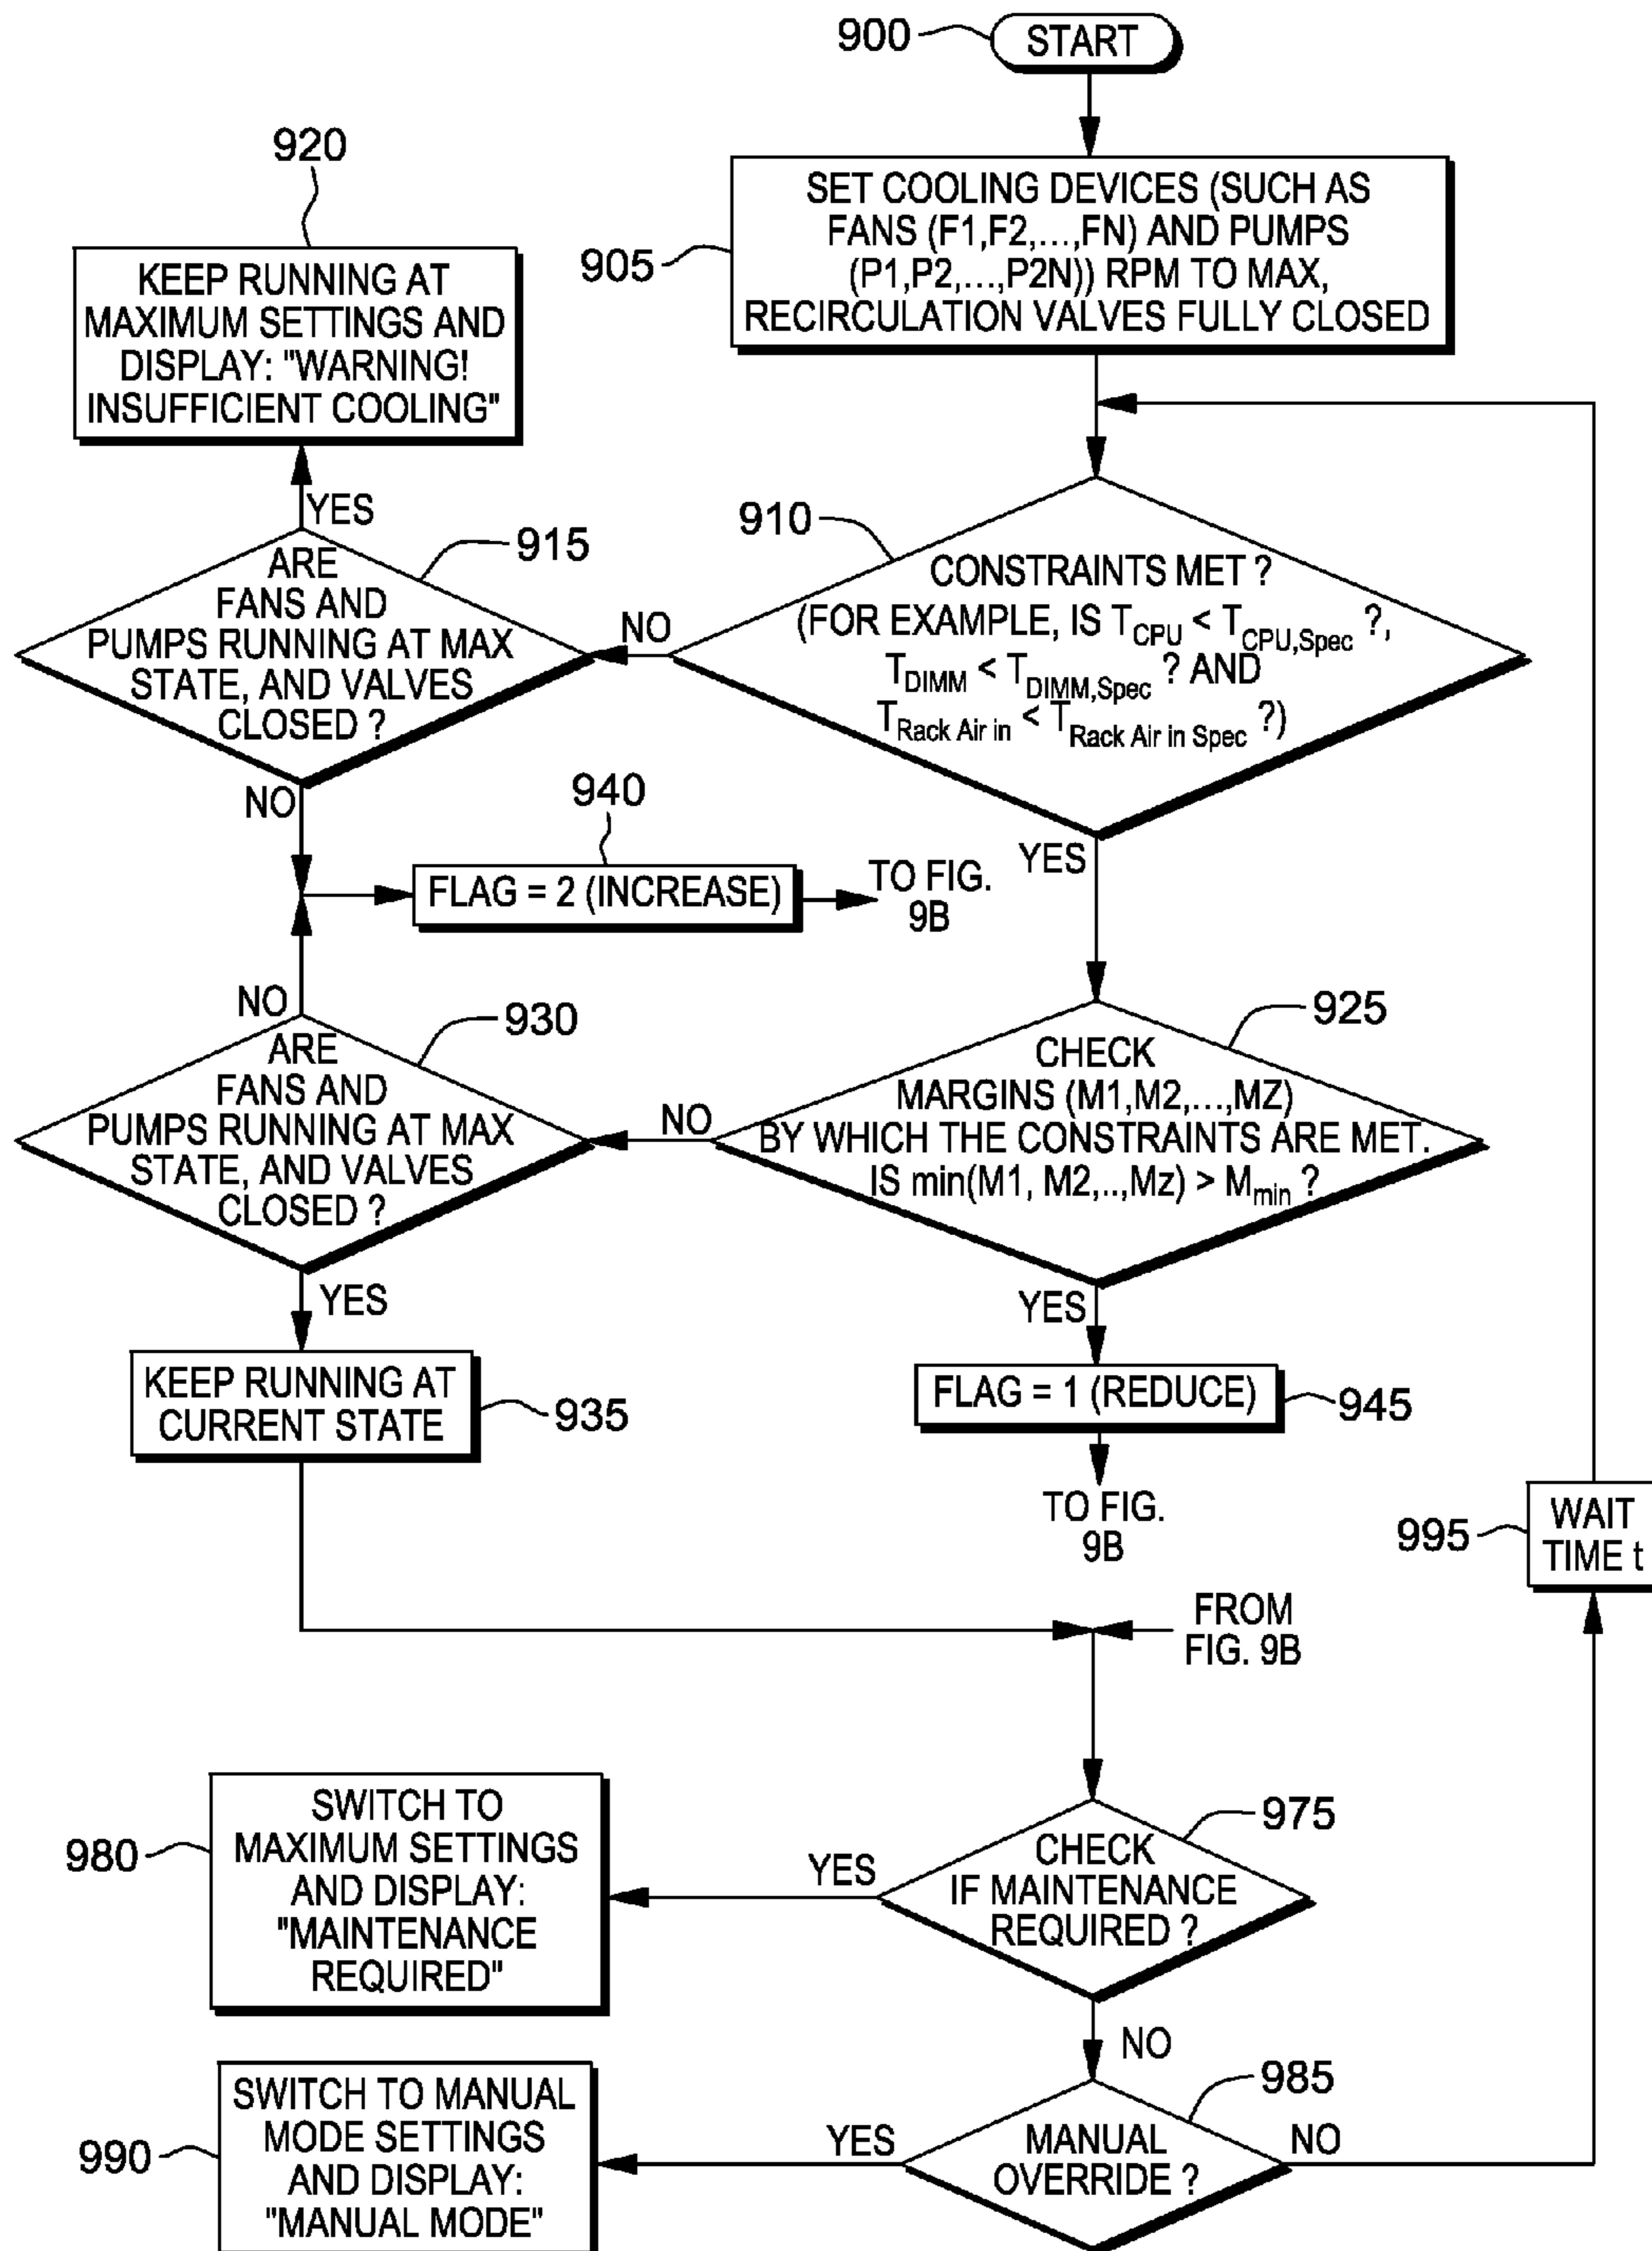 900
START
905
SET COOLING DEVICES (SUCH AS
FANS (F1,F2,...,FN) AND PUMPS
(P1,P2,...,P2N)) RPM TO MAX,
RECIRCULATION VALVES FULLY CLOSED
920
KEEP RUNNING AT
MAXIMUM SETTINGS AND
DISPLAY: "WARNING!
INSUFFICIENT COOLING"
YES
915
ARE
FANS AND
PUMPS RUNNING AT MAX
STATE, AND VALVES
CLOSED ?
NO
NO
910
CONSTRAINTS MET ?
(FOR EXAMPLE, IS T_CPU < T_CPU,Spec ?,
T_DIMM < T_DIMM,Spec ? AND
T_Rack Air in < T_Rack Air in Spec ?)
YES
940
FLAG = 2 (INCREASE)
TO FIG.
9B
NO
930
ARE
FANS AND
PUMPS RUNNING AT MAX
STATE, AND VALVES
CLOSED ?
YES
NO
925
CHECK
MARGINS (M1,M2,...,MZ)
BY WHICH THE CONSTRAINTS ARE MET.
IS min(M1, M2,..,Mz) > M_min ?
YES
KEEP RUNNING AT
CURRENT STATE
935
FLAG = 1 (REDUCE)
945
TO FIG.
9B
995
WAIT
TIME t
FROM
FIG. 9B
980
SWITCH TO
MAXIMUM SETTINGS
AND DISPLAY:
"MAINTENANCE
REQUIRED"
YES
975
CHECK
IF MAINTENANCE
REQUIRED ?
NO
990
SWITCH TO MANUAL
MODE SETTINGS
AND DISPLAY:
"MANUAL MODE"
YES
985
MANUAL
OVERRIDE ?
NO